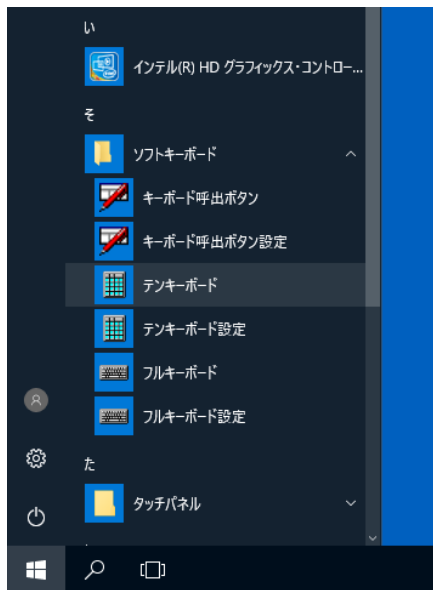 い
インテル(R) HD グラフィックス・コントロー...
そ
ソフトキーボード
キーボード呼出ボタン
キーボード呼出ボタン設定
テンキーボード
テンキーボード設定
フルキーボード
フルキーボード設定
た
タッチパネル